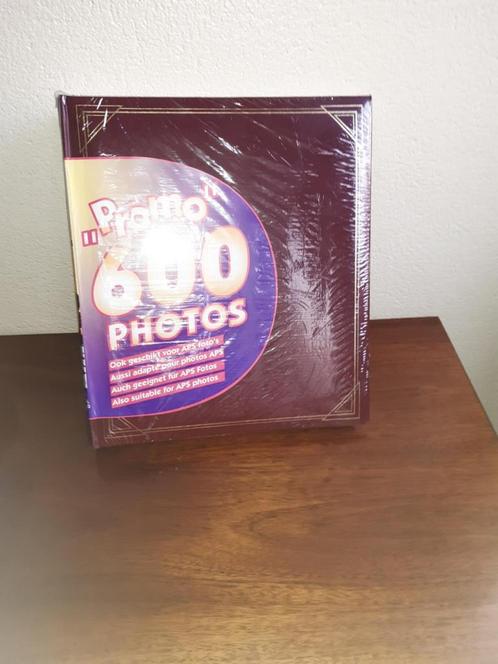 "Promo"
600
PHOTOS
Ook geschikt voor APS foto's
Aussi adapté pour photos APS
Auch geeignet für APS Fotos
Also suitable for APS photos